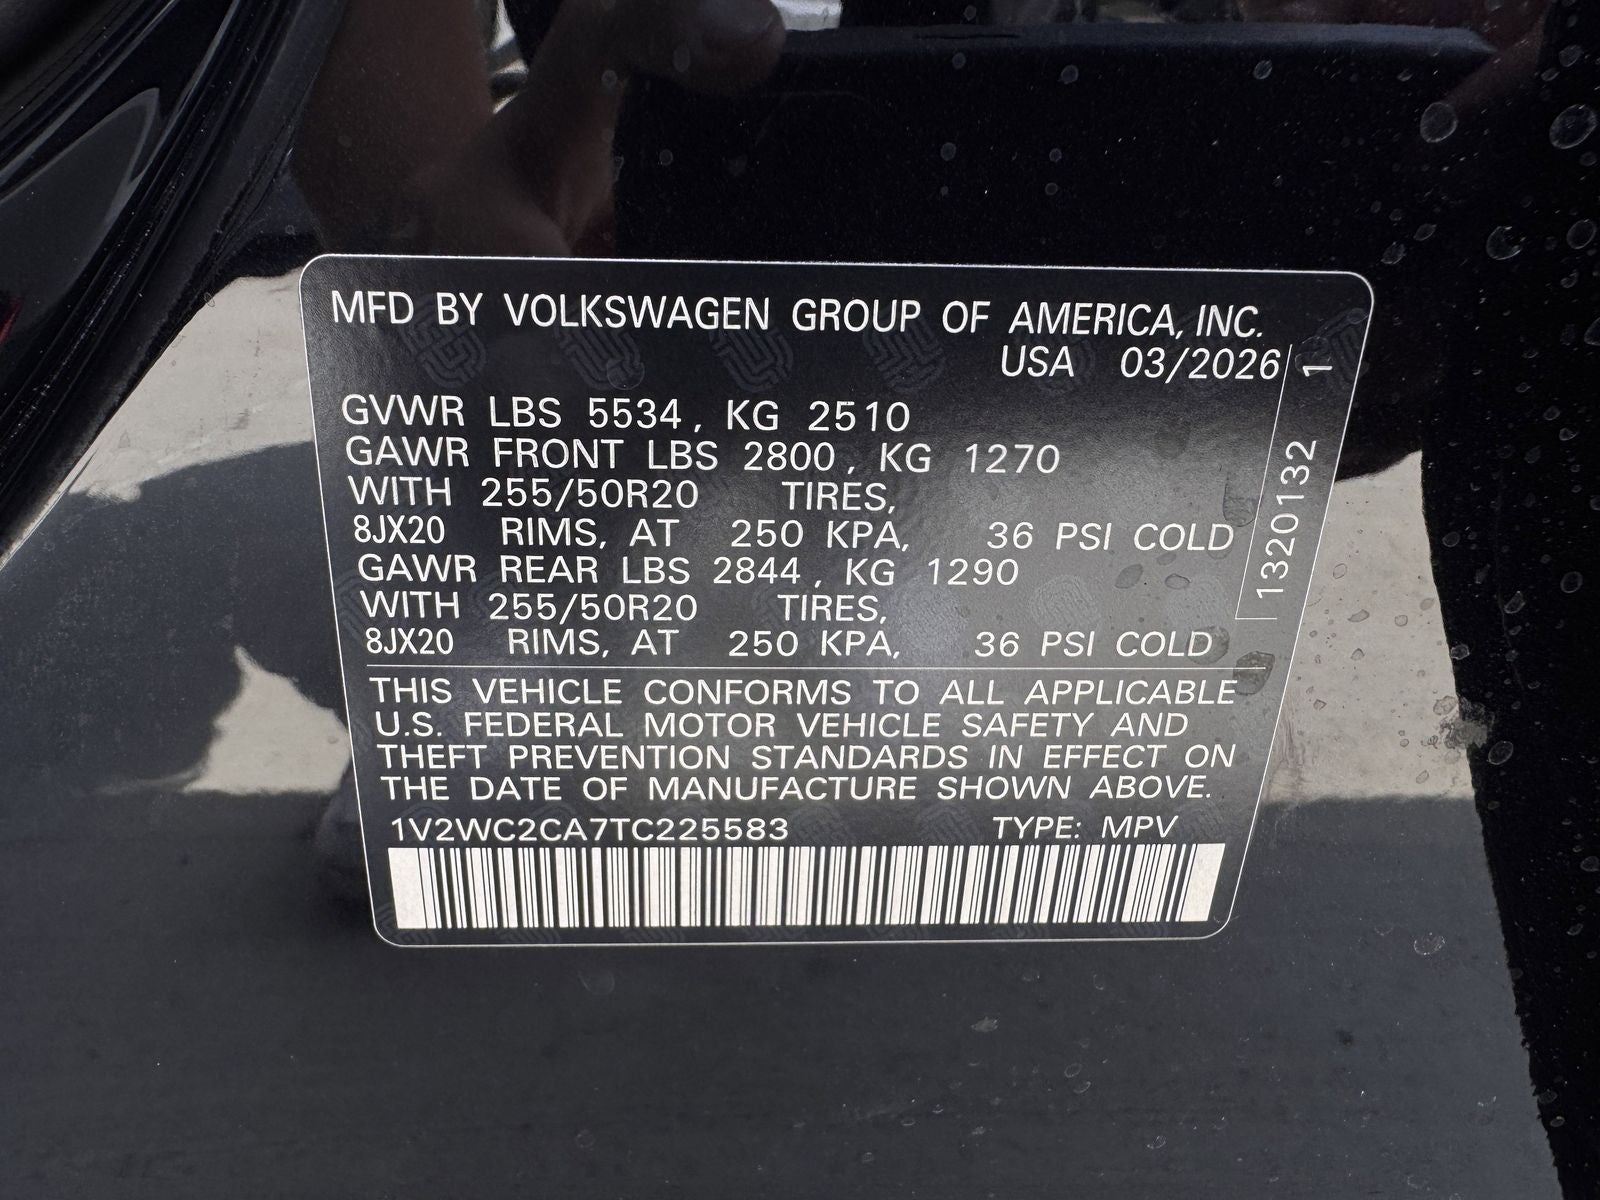 MFD BY VOLKSWAGEN GROUP OF AMERICA, INC.
USA 03/2026
GVWR LBS 5534, KG 2510
GAWR FRONT LBS 2800, KG 1270
WITH 255/50R20 TIRES,
8JX20 RIMS, AT 250 KPA, 36 PSI COLD
GAWR REAR LBS 2844, KG 1290
WITH 255/50R20 TIRES,
8JX20 RIMS, AT 250 KPA, 36 PSI COLD
THIS VEHICLE CONFORMS TO ALL APPLICABLE
U.S. FEDERAL MOTOR VEHICLE SAFETY AND
THEFT PREVENTION STANDARDS IN EFFECT ON
THE DATE OF MANUFACTURE SHOWN ABOVE.
1V2WC2CA7TC225583 TYPE: MPV
1320132 1